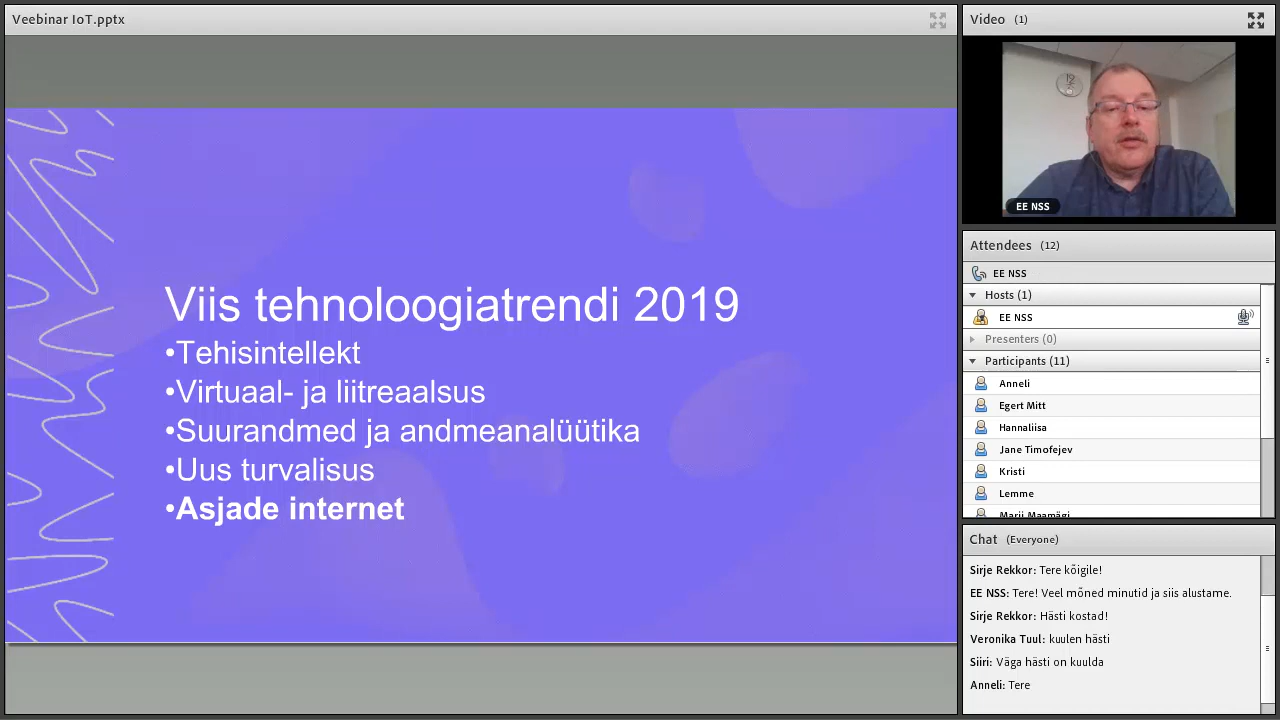 Veebinar IoT.pptx
Viis tehnoloogiatrendi 2019
•Tehisintellekt
•Virtuaal- ja liitreaalsus
•Suurandmed ja andmeanalüütika
•Uus turvalisus
•Asjade internet
Video (1)
EE NSS
Attendees (12)
EE NSS
Hosts (1)
EE NSS
Presenters (0)
Participants (11)
Anneli
Egert Mitt
Hannaliisa
Jane Timofejev
Kristi
Lemme
Marii Maamägi
Chat (Everyone)
Sirje Rekkor: Tere kõigile!
EE NSS: Tere! Veel mõned minutid ja siis alustame.
Sirje Rekkor: Hästi kostad!
Veronika Tuul: kuulen hästi
Siiri: Väga hästi on kuulda
Anneli: Tere